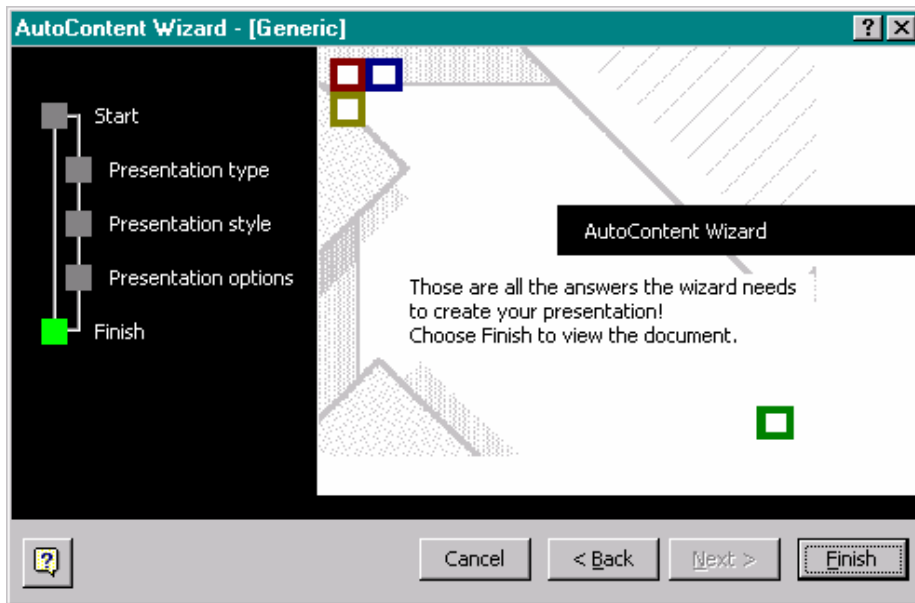 AutoContent Wizard - [Generic]
Start
Presentation type
Presentation style
Presentation options
Finish
AutoContent Wizard
Those are all the answers the wizard needs
to create your presentation!
Choose Finish to view the document.
Cancel
< Back
Next >
Finish